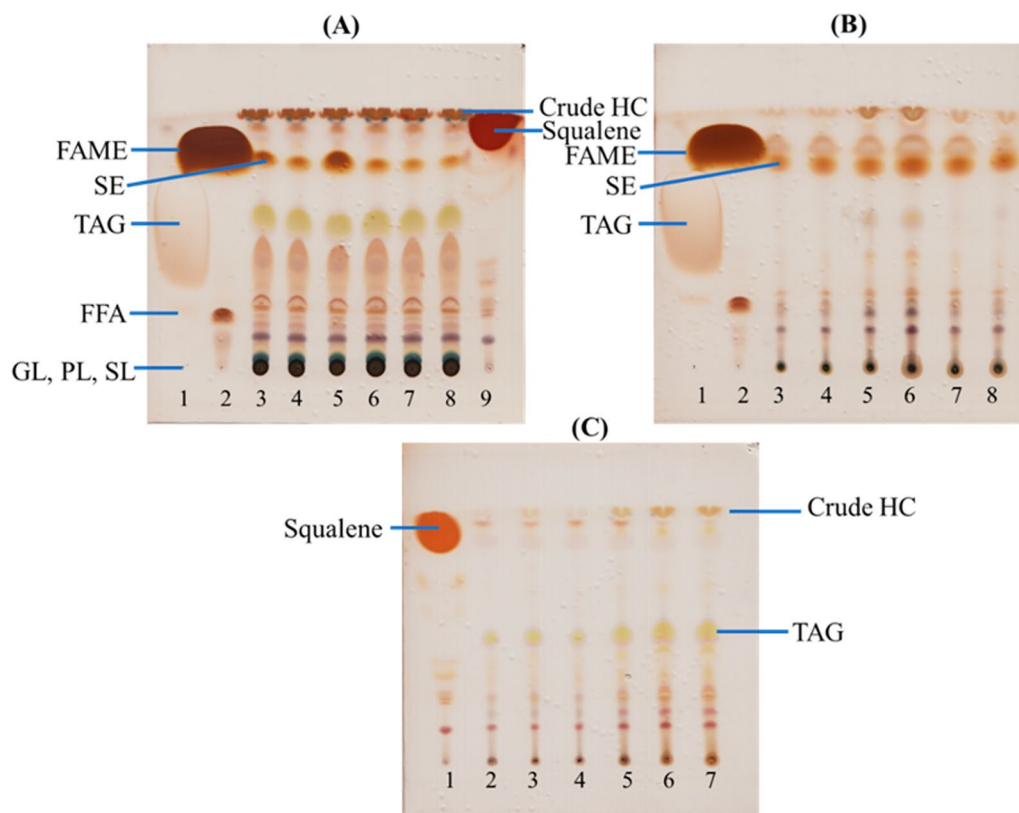 (A)
Crude HC
Squalene
FAME
SE
TAG
FFA
GL, PL, SL
1 2 3 4 5 6 7 8 9
(B)
FAME
SE
TAG
1 2 3 4 5 6 7 8
(C)
Crude HC
Squalene
TAG
1 2 3 4 5 6 7